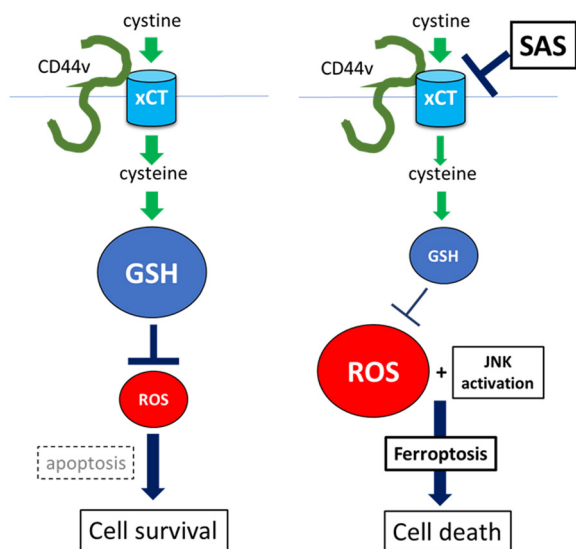 cystine
CD44v
xCT
cysteine
GSH
ROS
apoptosis
Cell survival
cystine
SAS
CD44v
xCT
cysteine
GSH
ROS
+
JNK
activation
Ferroptosis
Cell death